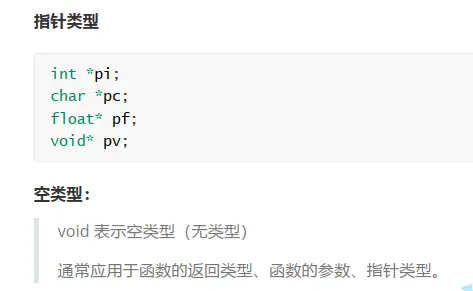 指针类型
int *pi;
char *pc;
float* pf;
void* pv;
空类型：
void 表示空类型（无类型）
通常应用于函数的返回类型、函数的参数、指针类型。